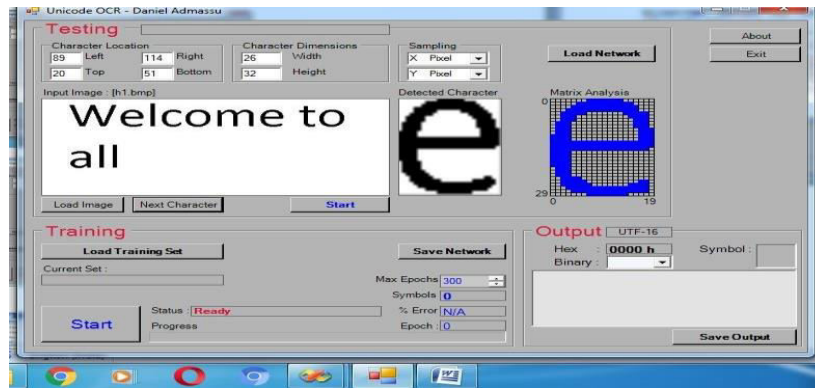 Unicode OCR - Daniel Admassu
Testing
Character Location
89 Left 114 Right
20 Top 51 Bottom
Character Dimensions
26 Width
32 Height
Sampling
X Pixel
Y Pixel
Load Network
About
Exit
Input Image : [h1.bmp]
Welcome to
all
Detected Character
e
Matrix Analysis
0
29
0 19
Load Image Next Character Start
Training
Load Training Set Save Network
Current Set :
Max Epochs 300
Symbols 0
% Error N/A
Epoch : 0
Start
Status : Ready
Progress
Output UTF-16
Hex : 0000 h Symbol :
Binary :
Save Output